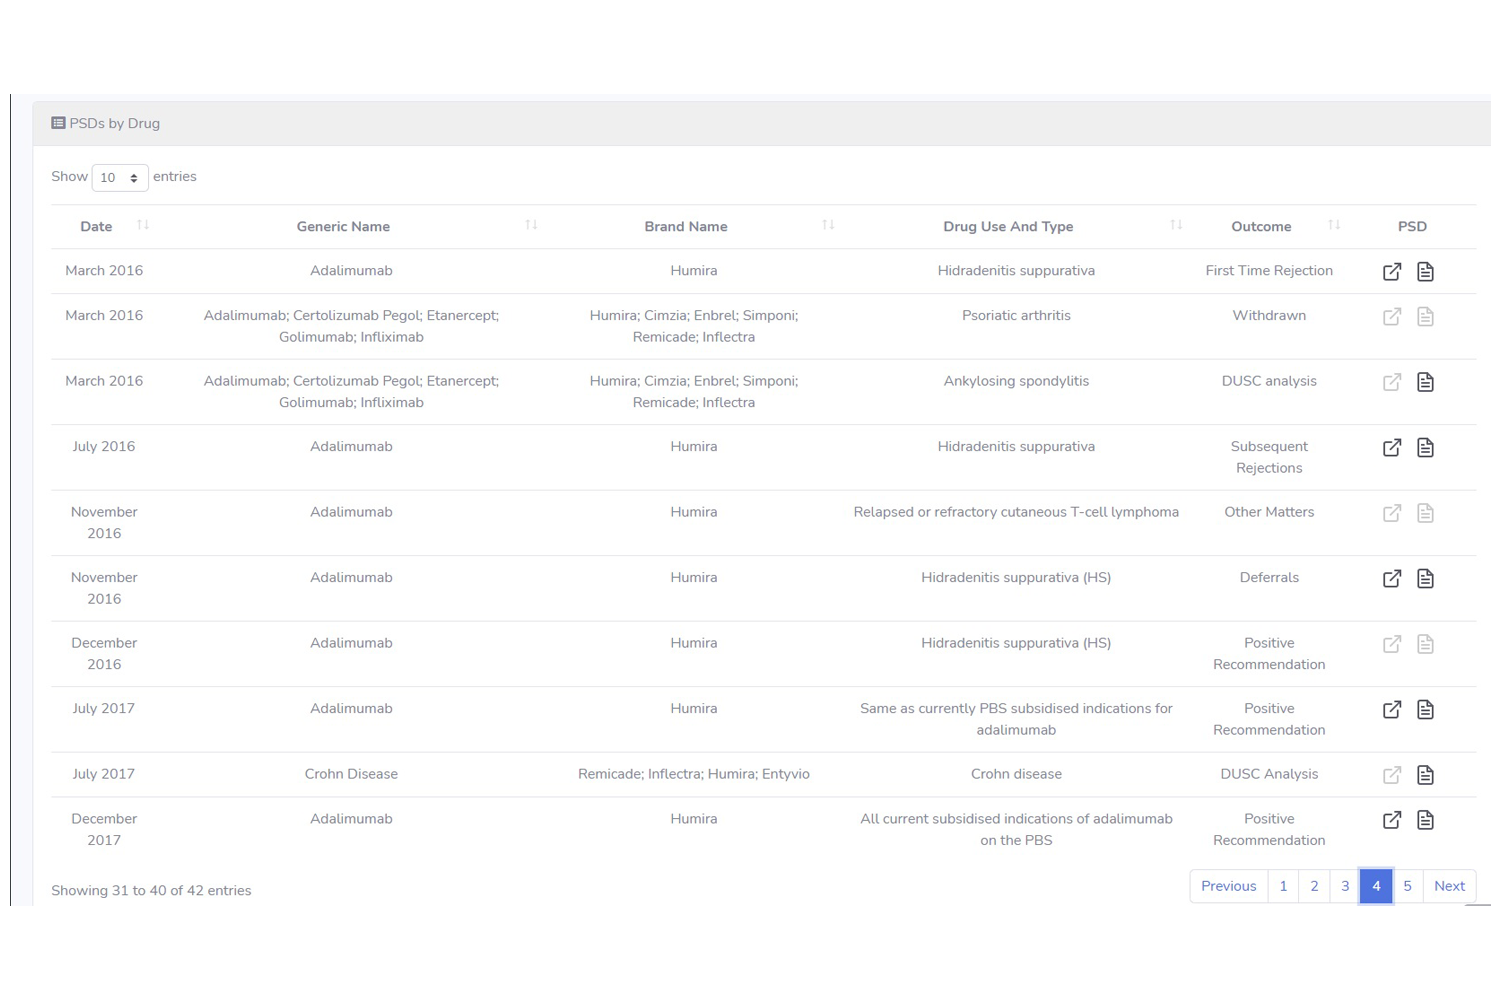 PSDs by Drug
Show 10 entries
Date Generic Name Brand Name Drug Use And Type Outcome PSD
March 2016 Adalimumab Humira Hidradenitis suppurativa First Time Rejection
March 2016 Adalimumab; Certolizumab Pegol; Etanercept; Humira; Cimzia; Enbrel; Simponi; Psoriatic arthritis Withdrawn
Golimumab; Infliximab Remicade; Inflectra
March 2016 Adalimumab; Certolizumab Pegol; Etanercept; Humira; Cimzia; Enbrel; Simponi; Ankylosing spondylitis DUSC analysis
Golimumab; Infliximab Remicade; Inflectra
July 2016 Adalimumab Humira Hidradenitis suppurativa Subsequent
Rejections
November Adalimumab Humira Relapsed or refractory cutaneous T-cell lymphoma Other Matters
2016
November Adalimumab Humira Hidradenitis suppurativa (HS) Deferrals
2016
December Adalimumab Humira Hidradenitis suppurativa (HS) Positive
2016 Recommendation
July 2017 Adalimumab Humira Same as currently PBS subsidised indications for Positive
adalimumab Recommendation
July 2017 Crohn Disease Remicade; Inflectra; Humira; Entyvio Crohn disease DUSC Analysis
December Adalimumab Humira All current subsidised indications of adalimumab Positive
2017 on the PBS Recommendation
Showing 31 to 40 of 42 entries Previous 1 2 3 4 5 Next